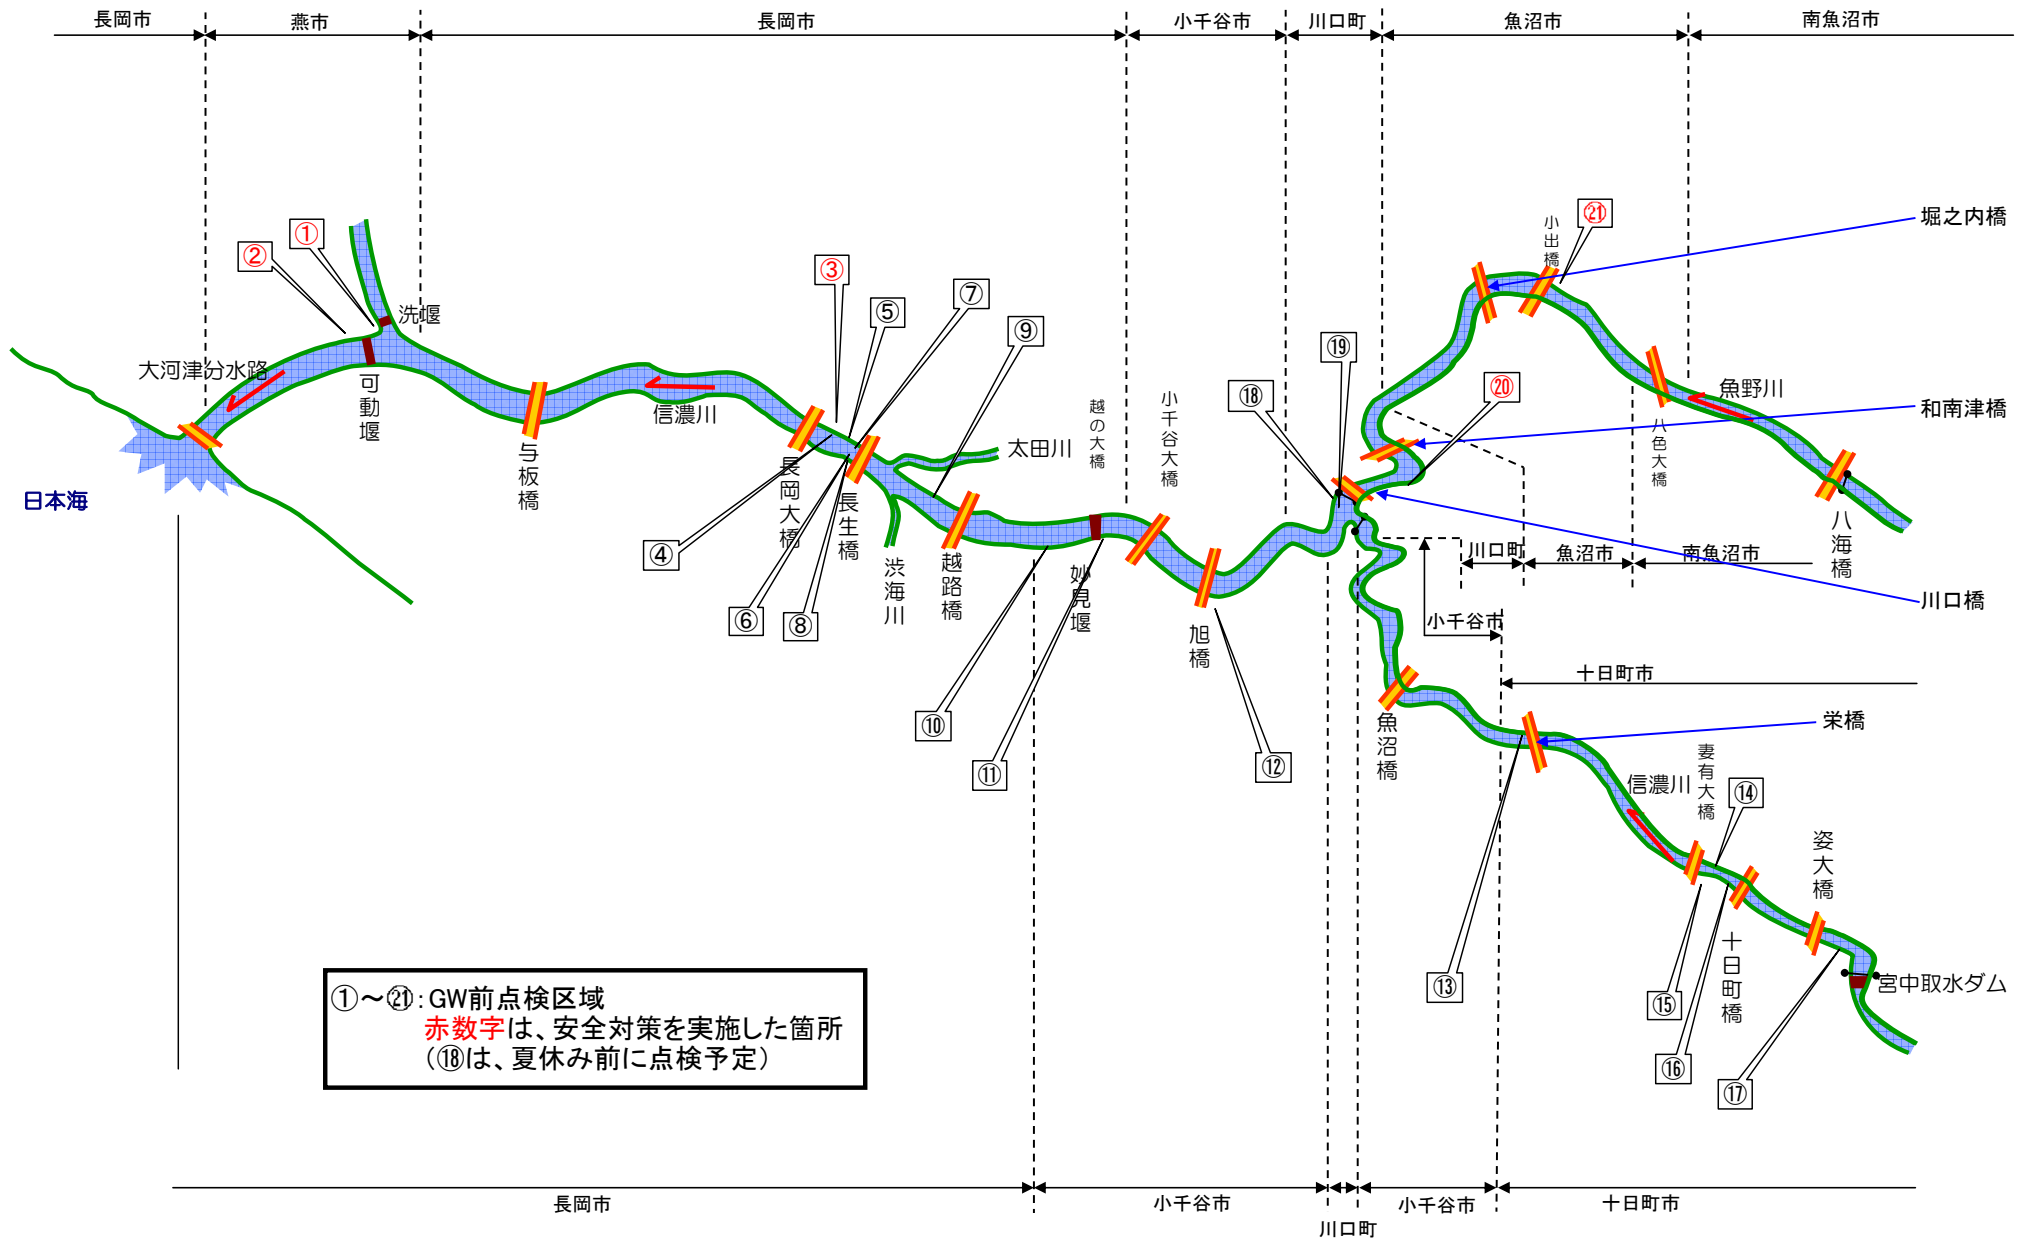 長岡市
燕市
長岡市
小千谷市
川口町
魚沼市
南魚沼市
堀之内橋
小出橋
㉑
①
②
③
⑤
⑦
⑨
⑲
⑱
⑳
洗堰
大河津分水路
可動堰
信濃川
与板橋
長岡大橋
長生橋
太田川
越の大橋
小千谷大橋
魚野川
和南津橋
八色大橋
八海橋
日本海
④
⑥
⑧
渋海川
越路橋
妙見堰
旭橋
川口町
魚沼市
南魚沼市
川口橋
小千谷市
十日町市
⑩
⑪
⑫
魚沼橋
栄橋
妻有大橋
信濃川
⑭
姿大橋
⑬
⑮
十日町橋
宮中取水ダム
⑯
⑰
①～㉑:GW前点検区域
赤数字は、安全対策を実施した箇所
(⑱は、夏休み前に点検予定)
長岡市
小千谷市
川口町
小千谷市
十日町市